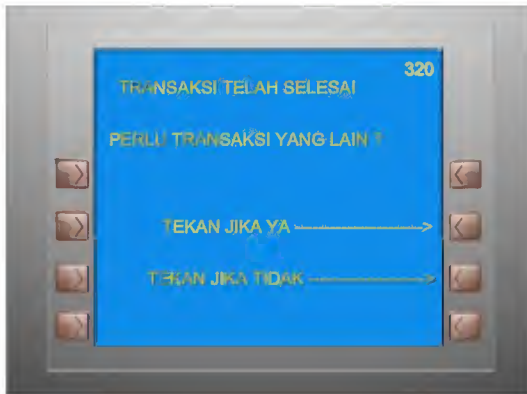 320
TRANSAKSI TELAH SELESAI
PERLU TRANSAKSI YANG LAIN ?
TEKAN JIKA YA ---------------->
TEKAN JIKA TIDAK --------------->